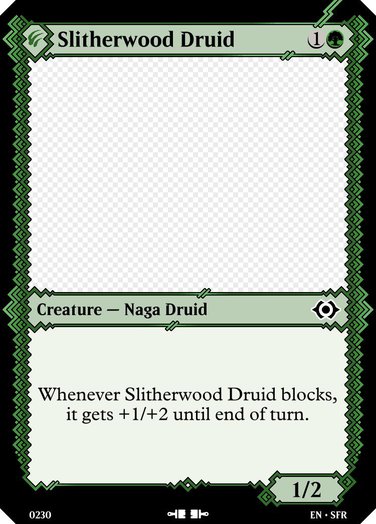 Slitherwood Druid 1
Creature — Naga Druid
Whenever Slitherwood Druid blocks,
it gets +1/+2 until end of turn.
1/2
0230 EN • SFR